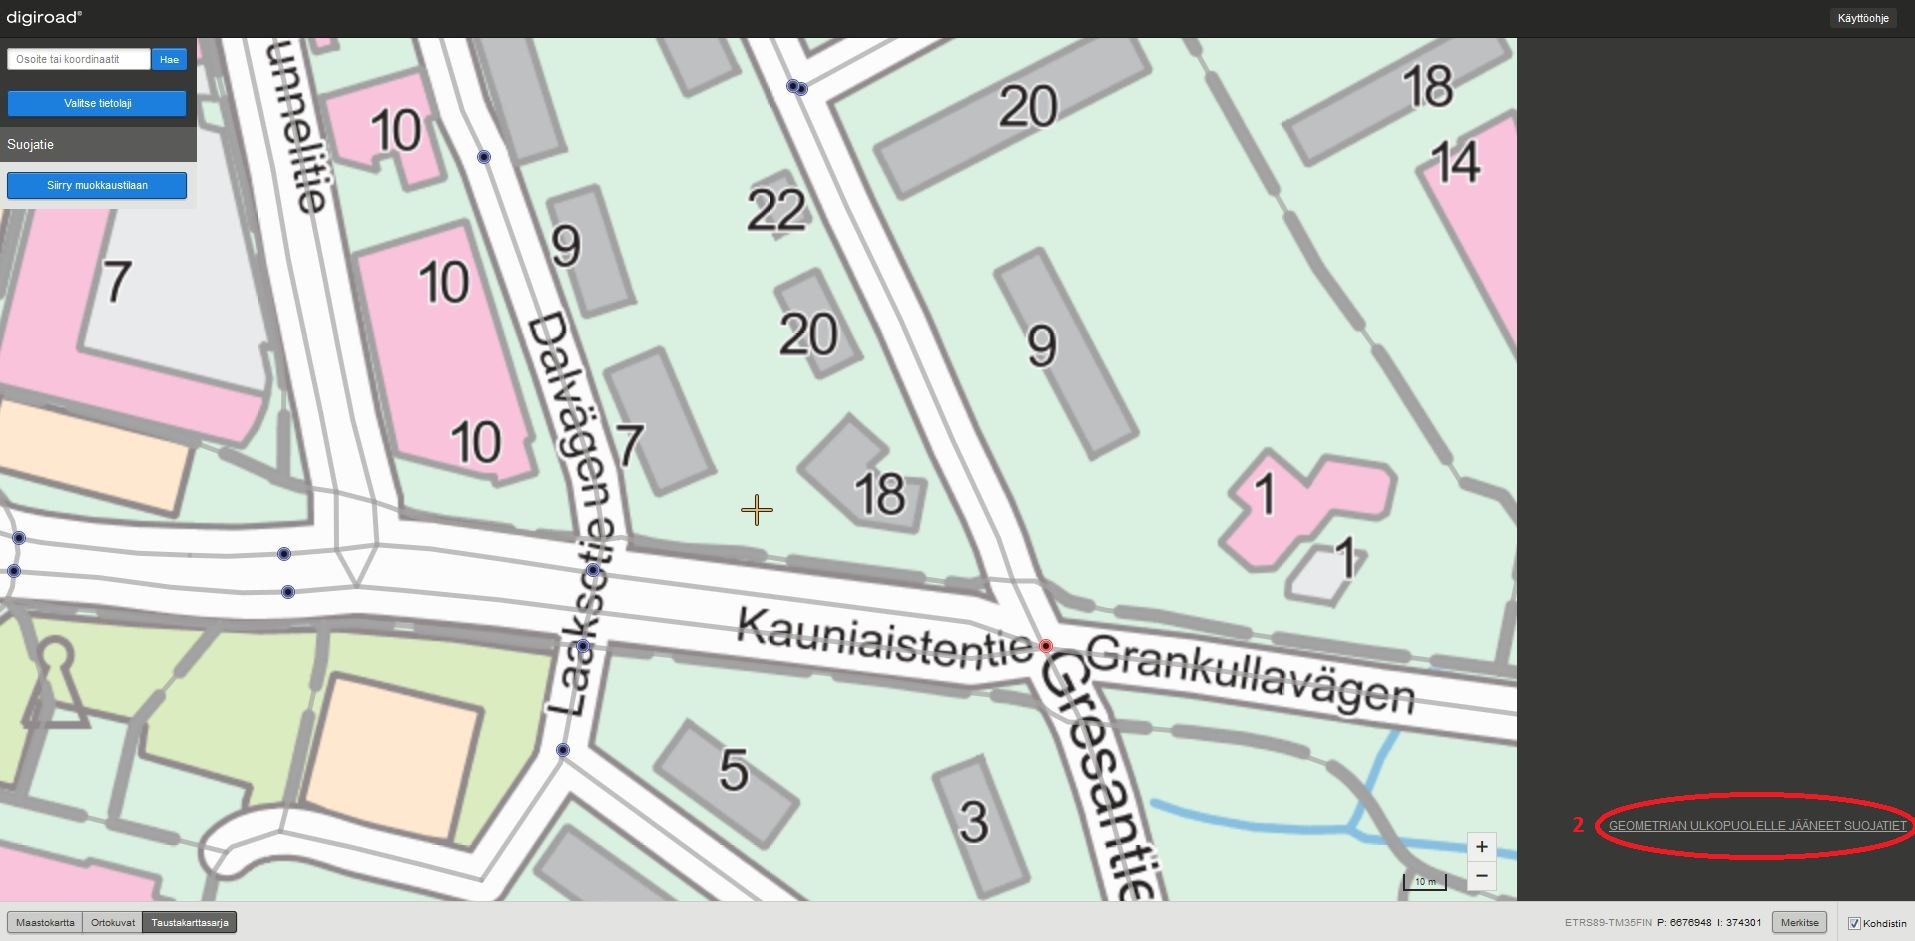 digiroad®
Käyttöohje
Osoite tai koordinaatit
Hae
Valitse tietolaji
Suojatie
Siirry muokkaustilaan
unnelitie
10
20
18
14
22
9
7
10
Dalvägen
20
9
10
7
18
1
1
Laaksotie
Kauniaistentie
Grankullavägen
Gresantie
5
3
2
GEOMETRIAN ULKOPUOLELLE JÄÄNEET SUOJATIET
+
−
10 m
Maastokartta
Ortokuvat
Taustakarttasarja
ETRS89-TM35FIN P: 6676948 I: 374301
Merkitse
Kohdistin